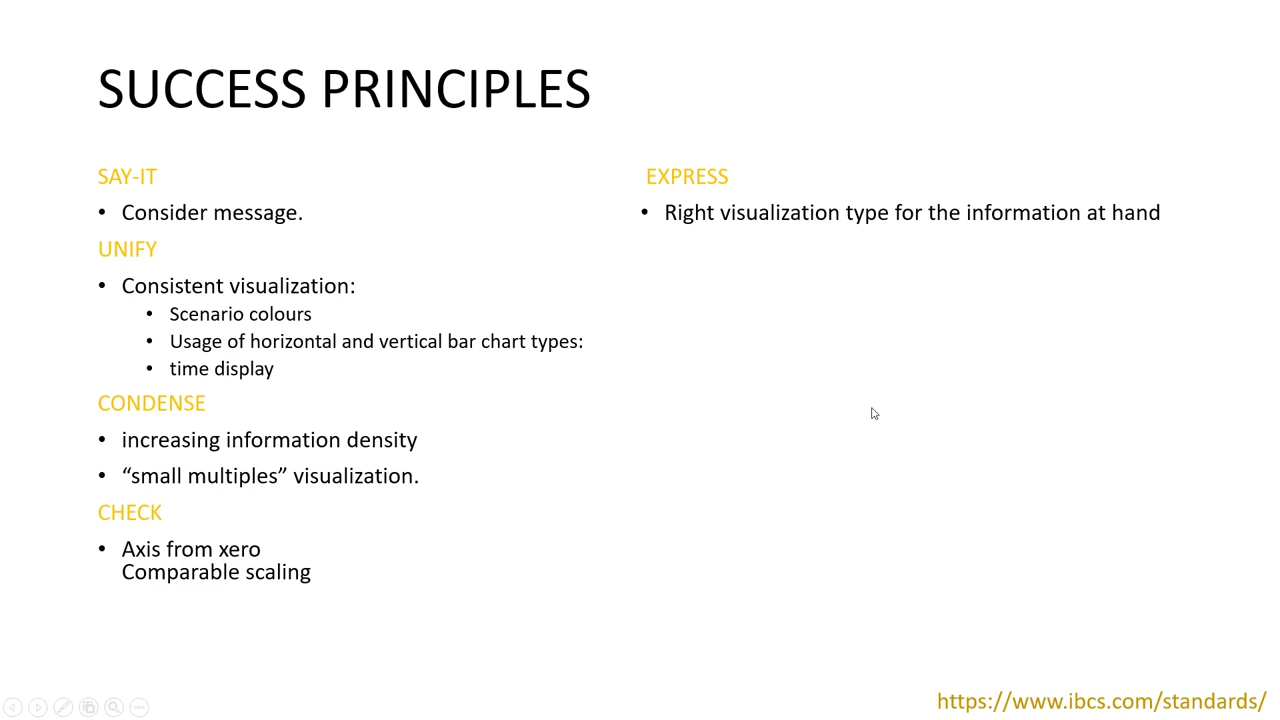 SUCCESS PRINCIPLES
SAY-IT
• Consider message.
UNIFY
• Consistent visualization:
• Scenario colours
• Usage of horizontal and vertical bar chart types:
• time display
CONDENSE
• increasing information density
• “small multiples” visualization.
CHECK
• Axis from xero
Comparable scaling
EXPRESS
• Right visualization type for the information at hand
https://www.ibcs.com/standards/